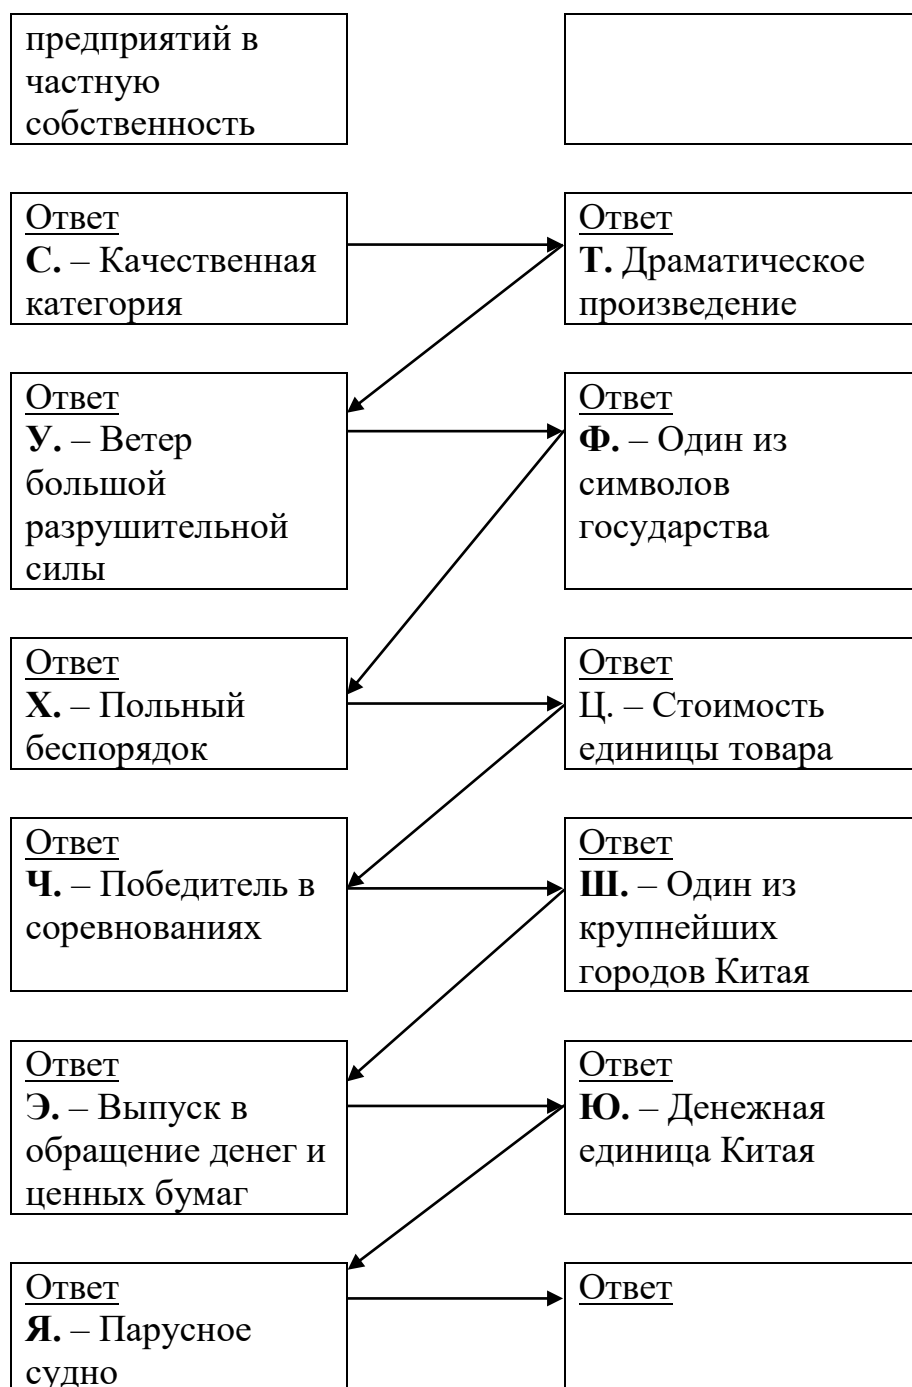 предприятий в
частную
собственность
Ответ
С. – Качественная
категория
Ответ
Т. Драматическое
произведение
Ответ
У. – Ветер
большой
разрушительной
силы
Ответ
Ф. – Один из
символов
государства
Ответ
Х. – Польный
беспорядок
Ответ
Ц. – Стоимость
единицы товара
Ответ
Ч. – Победитель в
соревнованиях
Ответ
Ш. – Один из
крупнейших
городов Китая
Ответ
Э. – Выпуск в
обращение денег и
ценных бумаг
Ответ
Ю. – Денежная
единица Китая
Ответ
Я. – Парусное
судно
Ответ